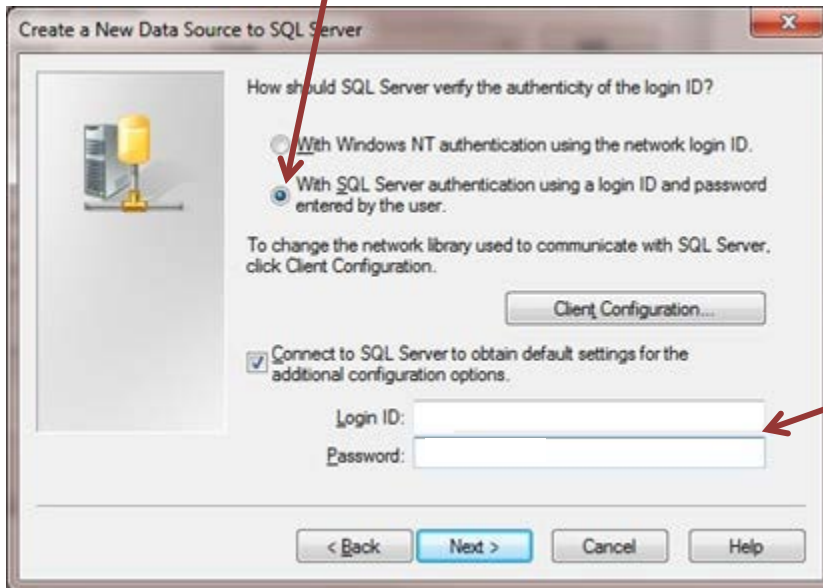 Create a New Data Source to SQL Server
How should SQL Server verify the authenticity of the login ID?
With Windows NT authentication using the network login ID.
With SQL Server authentication using a login ID and password
entered by the user.
To change the network library used to communicate with SQL Server,
click Client Configuration.
Client Configuration...
Connect to SQL Server to obtain default settings for the
additional configuration options.
Login ID:
Password:
< Back Next > Cancel Help